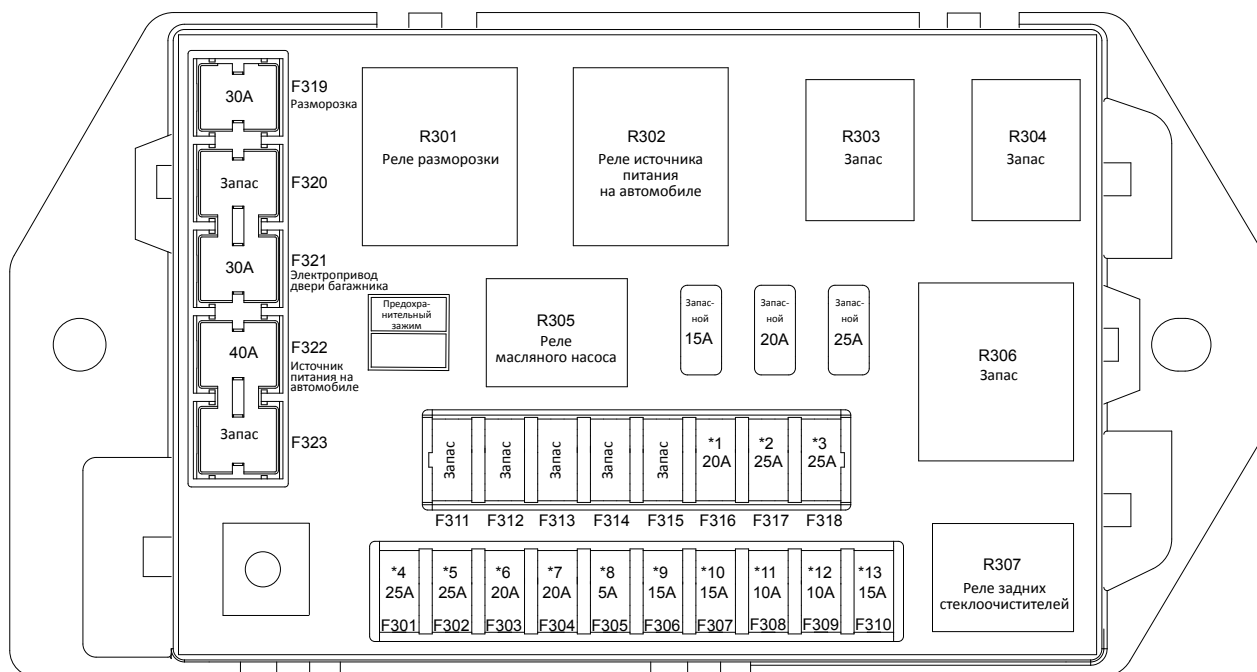 30A
F319
Разморозка
Запас
F320
30A
F321
Электропривод
двери багажника
40A
F322
Источник
питания на
автомобиле
Запас
F323
R301
Реле разморозки
R302
Реле источника
питания
на автомобиле
R303
Запас
R304
Запас
Предохра-
нительный
зажим
R305
Реле
масляного насоса
Запас-
ной
15A
Запас-
ной
20A
Запас-
ной
25A
R306
Запас
Запас
Запас
Запас
Запас
Запас
*1
20A
*2
25A
*3
25A
F311 F312 F313 F314 F315 F316 F317 F318
*4 *5 *6 *7 *8 *9 *10 *11 *12 *13
25A 25A 20A 20A 5A 15A 15A 10A 10A 15A
F301 F302 F303 F304 F305 F306 F307 F308 F309 F310
R307
Реле задних
стеклоочистителей